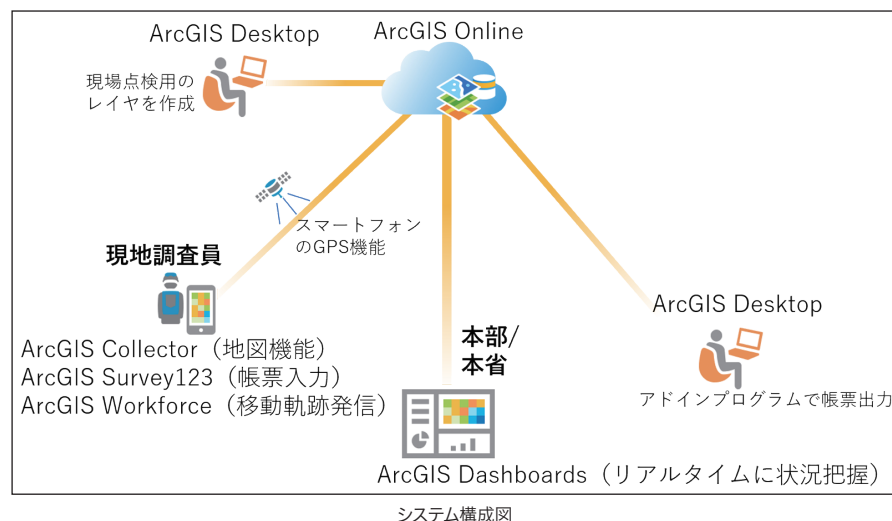 ArcGIS Desktop
現場点検用の
レイヤを作成
ArcGIS Online
スマートフォン
のGPS機能
現地調査員
ArcGIS Collector（地図機能）
ArcGIS Survey123（帳票入力）
ArcGIS Workforce（移動軌跡発信）
本部/
本省
ArcGIS Dashboards（リアルタイムに状況把握）
ArcGIS Desktop
アドインプログラムで帳票出力
システム構成図